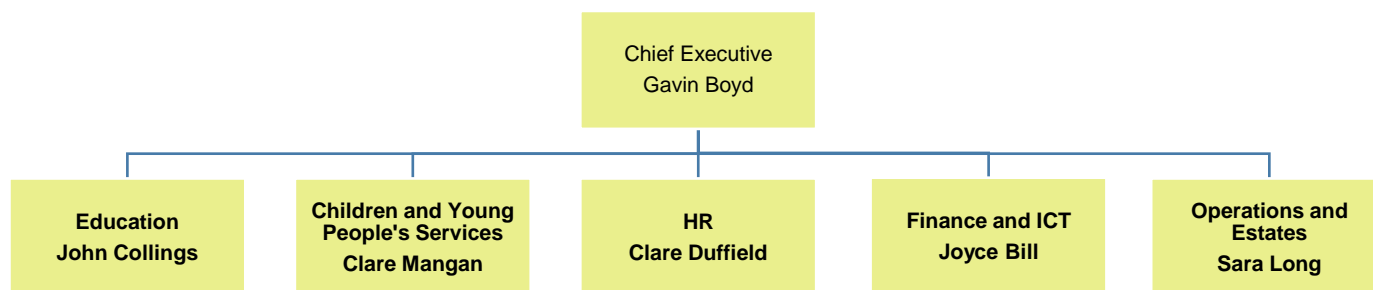 Chief Executive
Gavin Boyd
Education
John Collings
Children and Young
People's Services
Clare Mangan
HR
Clare Duffield
Finance and ICT
Joyce Bill
Operations and
Estates
Sara Long